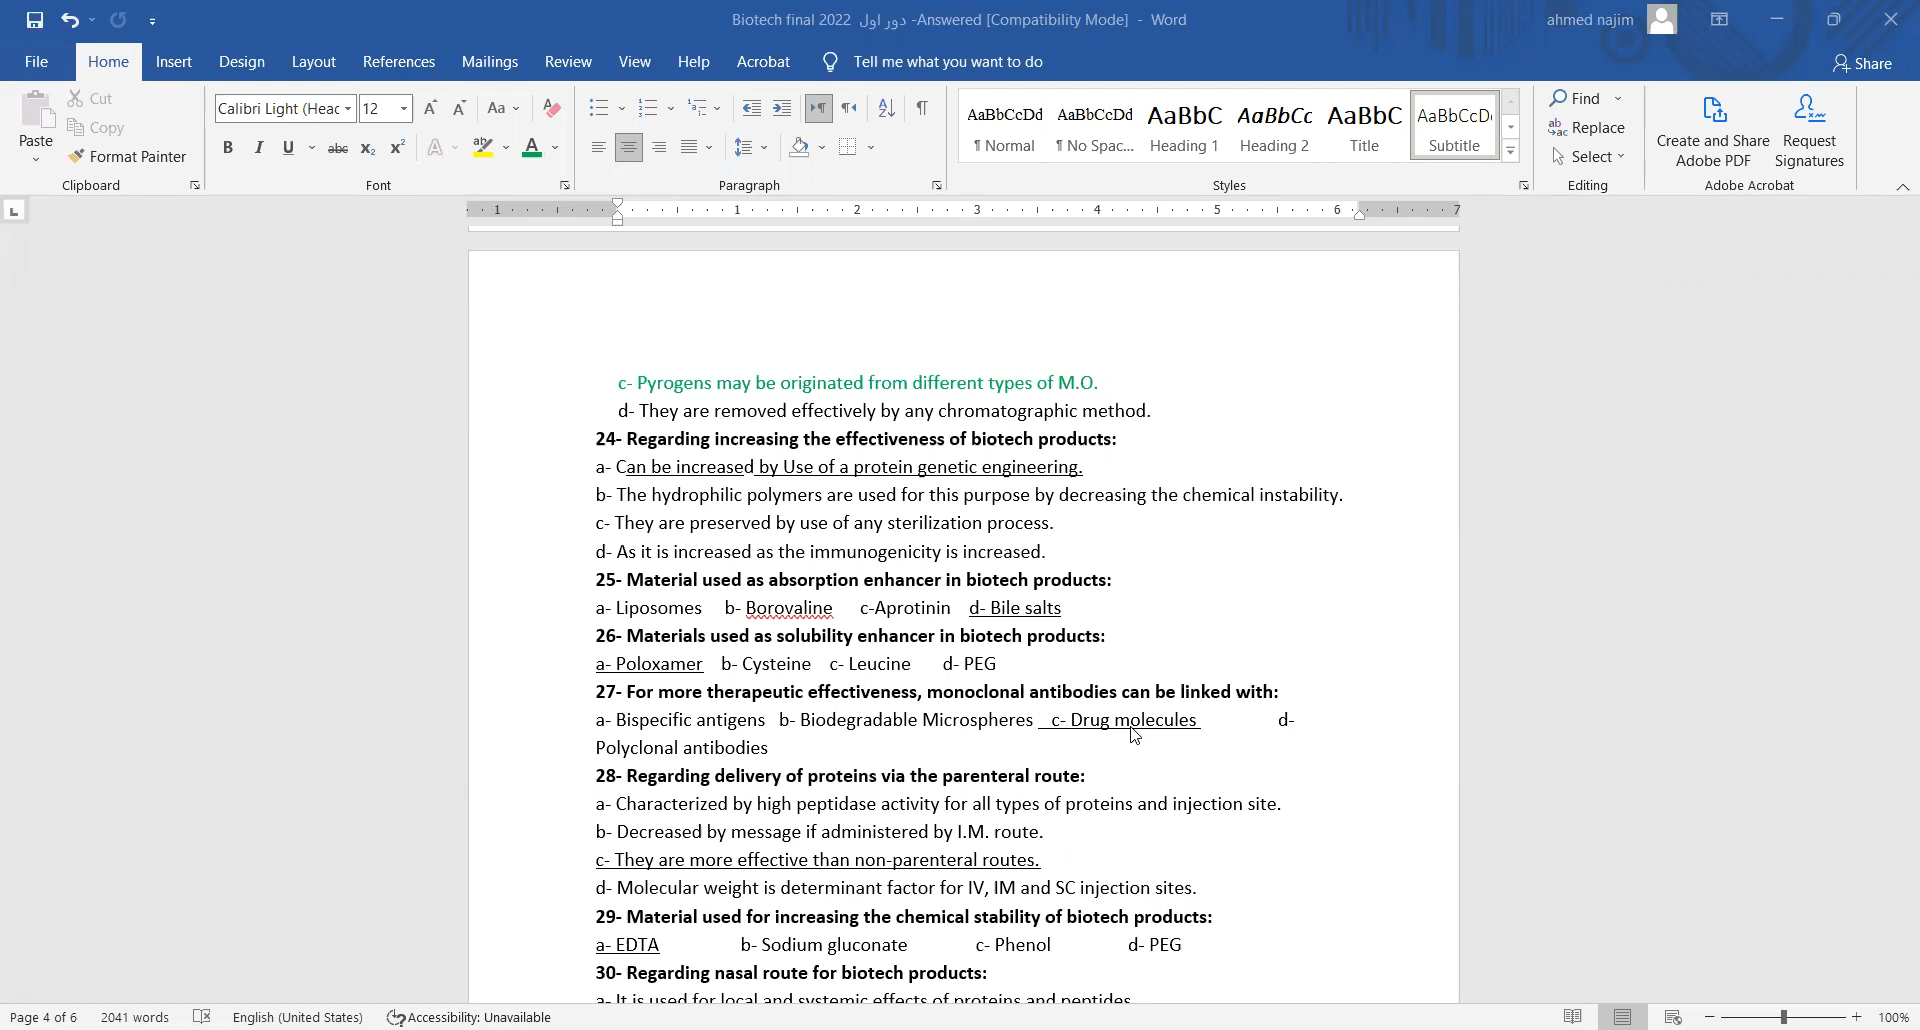 Biotech final 2022 دور اول -Answered [Compatibility Mode] - Word
ahmed najim
File Home Insert Design Layout References Mailings Review View Help Acrobat Tell me what you want to do
Share
Paste
Cut
Copy
Format Painter
Clipboard
Calibri Light (Head 12
Font
Paragraph
AaBbCcDd AaBbCcDd AaBbC AaBbCc AaBbC AaBbCcD
¶ Normal ¶ No Spac... Heading 1 Heading 2 Title Subtitle
Styles
Find
Replace
Select
Editing
Create and Share Adobe PDF
Request Signatures
Adobe Acrobat
1 1 2 3 4 5 6 7
c- Pyrogens may be originated from different types of M.O.
d- They are removed effectively by any chromatographic method.
24- Regarding increasing the effectiveness of biotech products:
a- Can be increased by Use of a protein genetic engineering.
b- The hydrophilic polymers are used for this purpose by decreasing the chemical instability.
c- They are preserved by use of any sterilization process.
d- As it is increased as the immunogenicity is increased.
25- Material used as absorption enhancer in biotech products:
a- Liposomes b- Borovaline c-Aprotinin d- Bile salts
26- Materials used as solubility enhancer in biotech products:
a- Poloxamer b- Cysteine c- Leucine d- PEG
27- For more therapeutic effectiveness, monoclonal antibodies can be linked with:
a- Bispecific antigens b- Biodegradable Microspheres c- Drug molecules d-
Polyclonal antibodies
28- Regarding delivery of proteins via the parenteral route:
a- Characterized by high peptidase activity for all types of proteins and injection site.
b- Decreased by message if administered by I.M. route.
c- They are more effective than non-parenteral routes.
d- Molecular weight is determinant factor for IV, IM and SC injection sites.
29- Material used for increasing the chemical stability of biotech products:
a- EDTA b- Sodium gluconate c- Phenol d- PEG
30- Regarding nasal route for biotech products:
a- It is used for local and systemic effects of proteins and peptides
Page 4 of 6 2041 words English (United States) Accessibility: Unavailable 100%